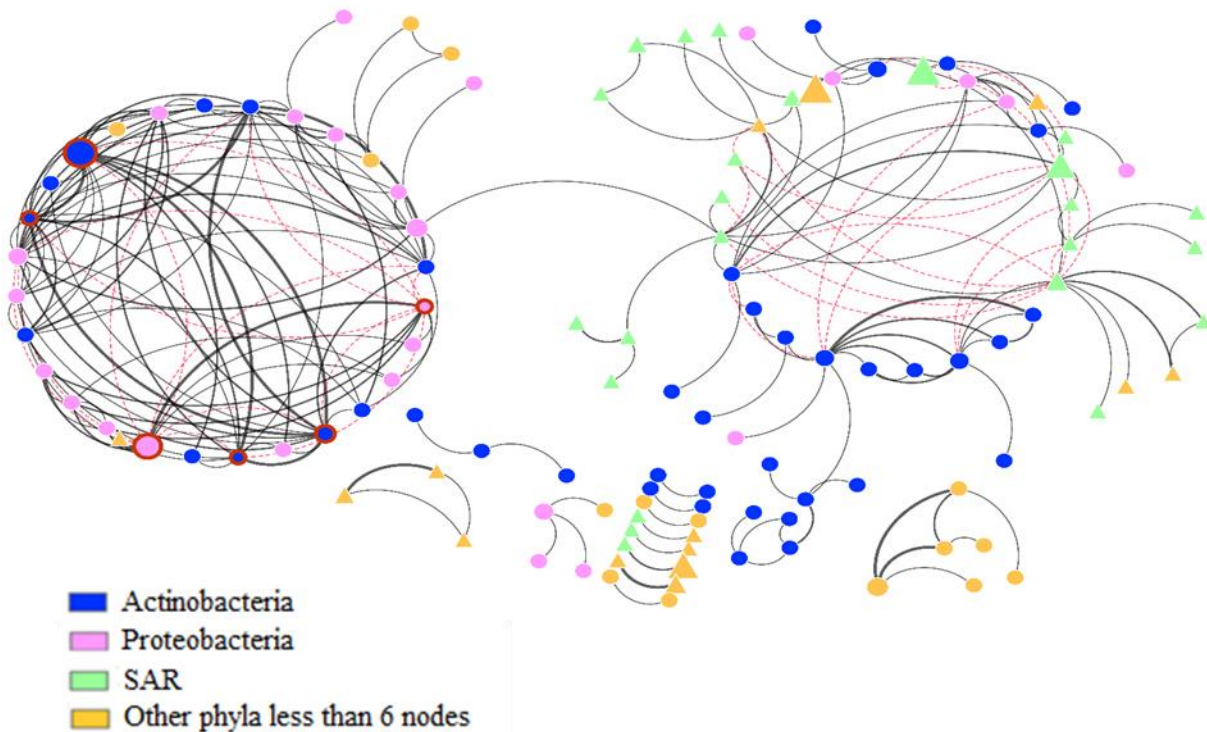 Actinobacteria
Proteobacteria
SAR
Other phyla less than 6 nodes